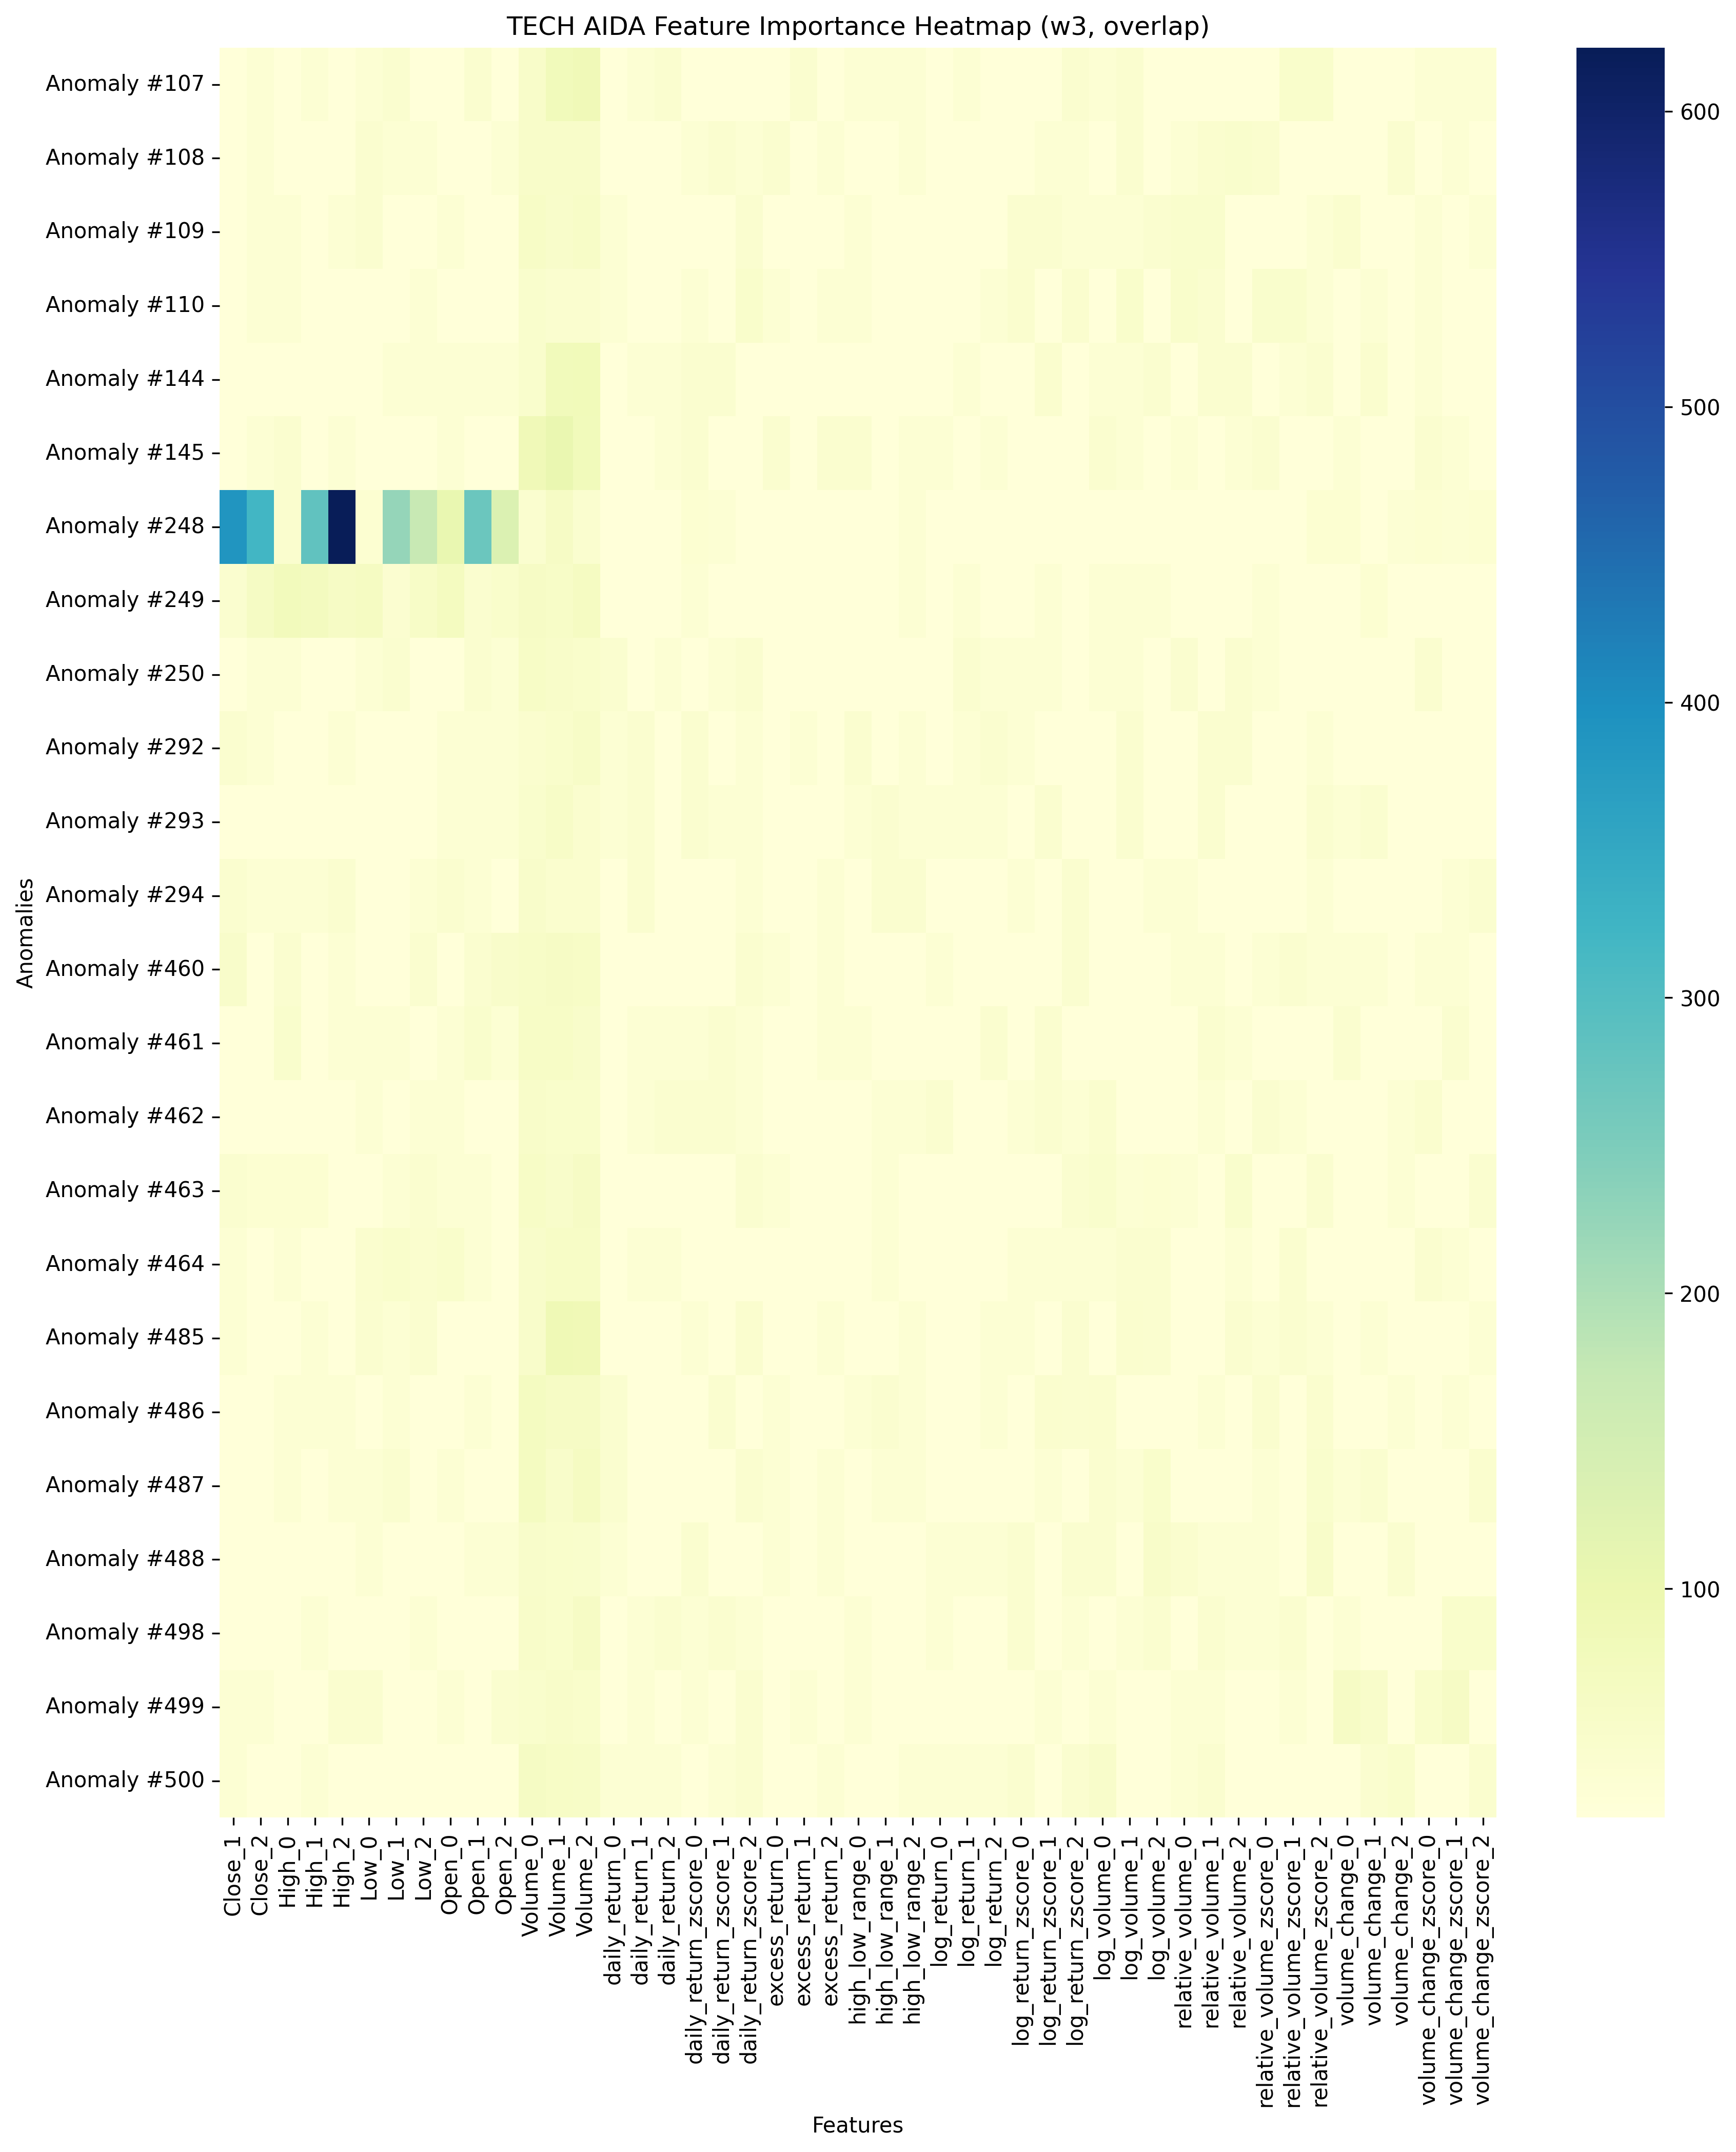 TECH AIDA Feature Importance Heatmap (w3, overlap)
Anomalies
Anomaly #107
Anomaly #108
Anomaly #109
Anomaly #110
Anomaly #144
Anomaly #145
Anomaly #248
Anomaly #249
Anomaly #250
Anomaly #292
Anomaly #293
Anomaly #294
Anomaly #460
Anomaly #461
Anomaly #462
Anomaly #463
Anomaly #464
Anomaly #485
Anomaly #486
Anomaly #487
Anomaly #488
Anomaly #498
Anomaly #499
Anomaly #500
Close_1
Close_2
High_0
High_1
High_2
Low_0
Low_1
Low_2
Open_0
Open_1
Open_2
Volume_0
Volume_1
Volume_2
daily_return_0
daily_return_1
daily_return_2
daily_return_zscore_0
daily_return_zscore_1
daily_return_zscore_2
excess_return_0
excess_return_1
excess_return_2
high_low_range_0
high_low_range_1
high_low_range_2
log_return_0
log_return_1
log_return_2
log_return_zscore_0
log_return_zscore_1
log_return_zscore_2
log_volume_0
log_volume_1
log_volume_2
relative_volume_0
relative_volume_1
relative_volume_2
relative_volume_zscore_0
relative_volume_zscore_1
relative_volume_zscore_2
volume_change_0
volume_change_1
volume_change_2
volume_change_zscore_0
volume_change_zscore_1
volume_change_zscore_2
Features
600
500
400
300
200
100